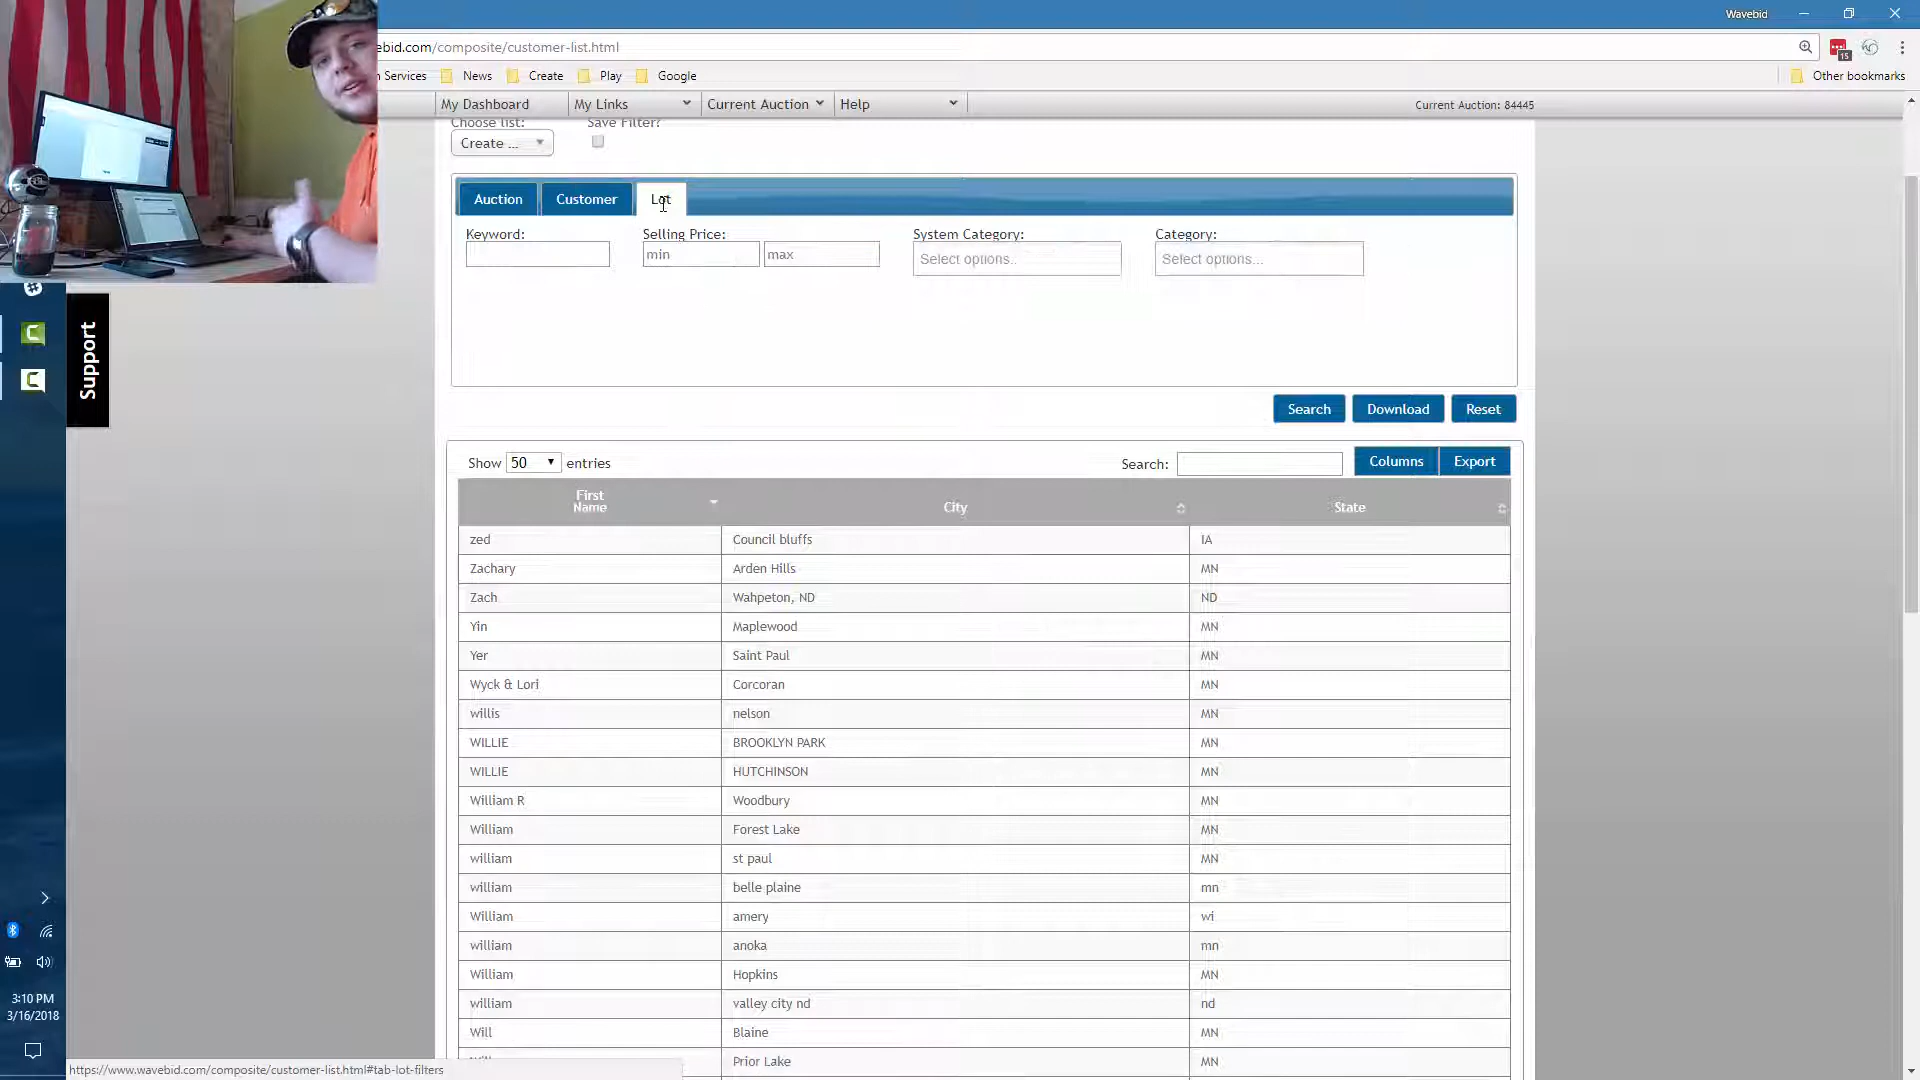 Wavebid
ebid.com/composite/customer-list.html
15
n Services News Create Play Google Other bookmarks
My Dashboard My Links Current Auction Help Current Auction: 84445
Choose list: Save Filter?
Create ...
Auction Customer Lot
Keyword: Selling Price: System Category: Category:
min max Select options.. Select options...
Support
Search Download Reset
Show 50 entries Search: Columns Export
First
Name City State
zed Council bluffs IA
Zachary Arden Hills MN
Zach Wahpeton, ND ND
Yin Maplewood MN
Yer Saint Paul MN
Wyck & Lori Corcoran MN
willis nelson MN
WILLIE BROOKLYN PARK MN
WILLIE HUTCHINSON MN
William R Woodbury MN
William Forest Lake MN
william st paul MN
william belle plaine mn
William amery wi
william anoka mn
William Hopkins MN
william valley city nd nd
Will Blaine MN
Prior Lake MN
3:10 PM
3/16/2018
https://www.wavebid.com/composite/customer-list.html#tab-lot-filters